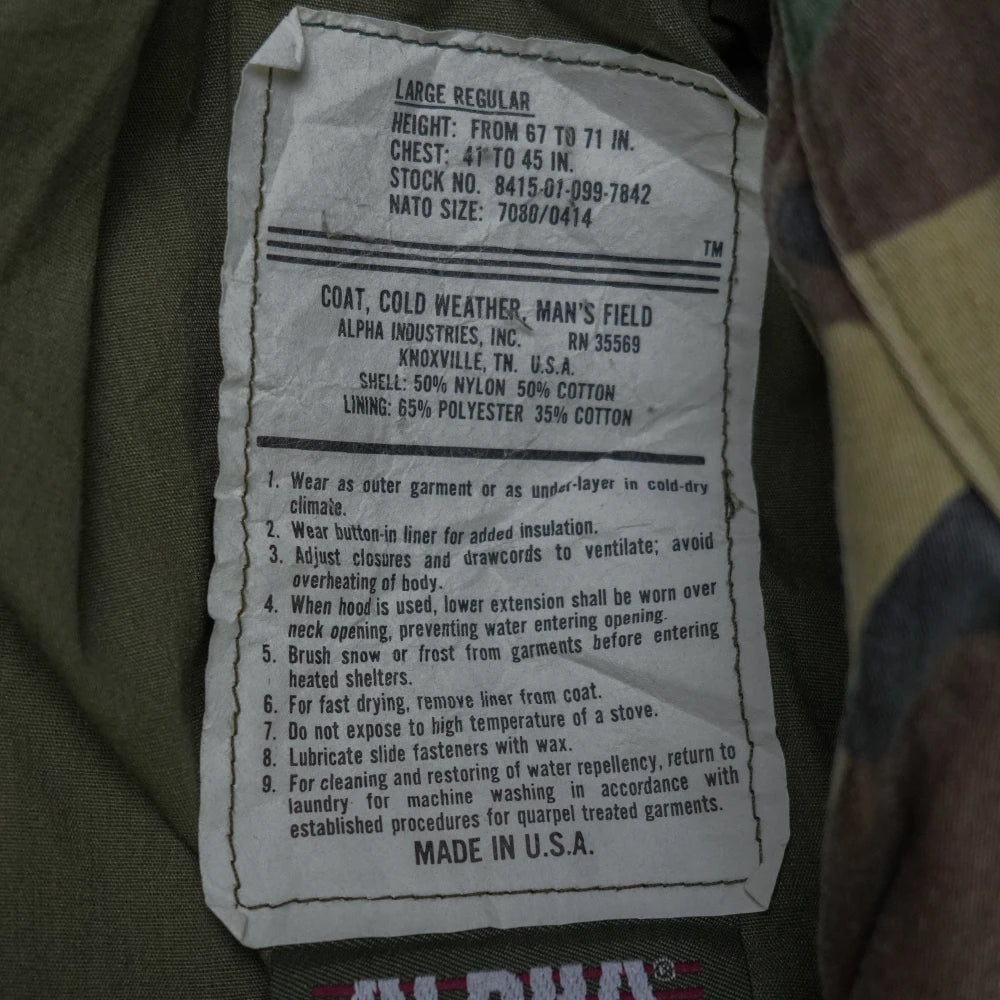 LARGE REGULAR
HEIGHT: FROM 67 TO 71 IN.
CHEST: 41 TO 45 IN.
STOCK NO. 8415-01-099-7842
NATO SIZE: 7080/0414
TM
COAT, COLD WEATHER, MAN'S FIELD
ALPHA INDUSTRIES, INC. RN 35569
KNOXVILLE, TN. U.S.A.
SHELL: 50% NYLON 50% COTTON
LINING: 65% POLYESTER 35% COTTON
1. Wear as outer garment or as under-layer in cold-dry
climate.
2. Wear button-in liner for added insulation.
3. Adjust closures and drawcords to ventilate; avoid
overheating of body.
4. When hood is used, lower extension shall be worn over
neck opening, preventing water entering opening.
5. Brush snow or frost from garments before entering
heated shelters.
6. For fast drying, remove liner from coat.
7. Do not expose to high temperature of a stove.
8. Lubricate slide fasteners with wax.
9. For cleaning and restoring of water repellency, return to
laundry for machine washing in accordance with
established procedures for quarpel treated garments.
MADE IN U.S.A.
ALPHA®